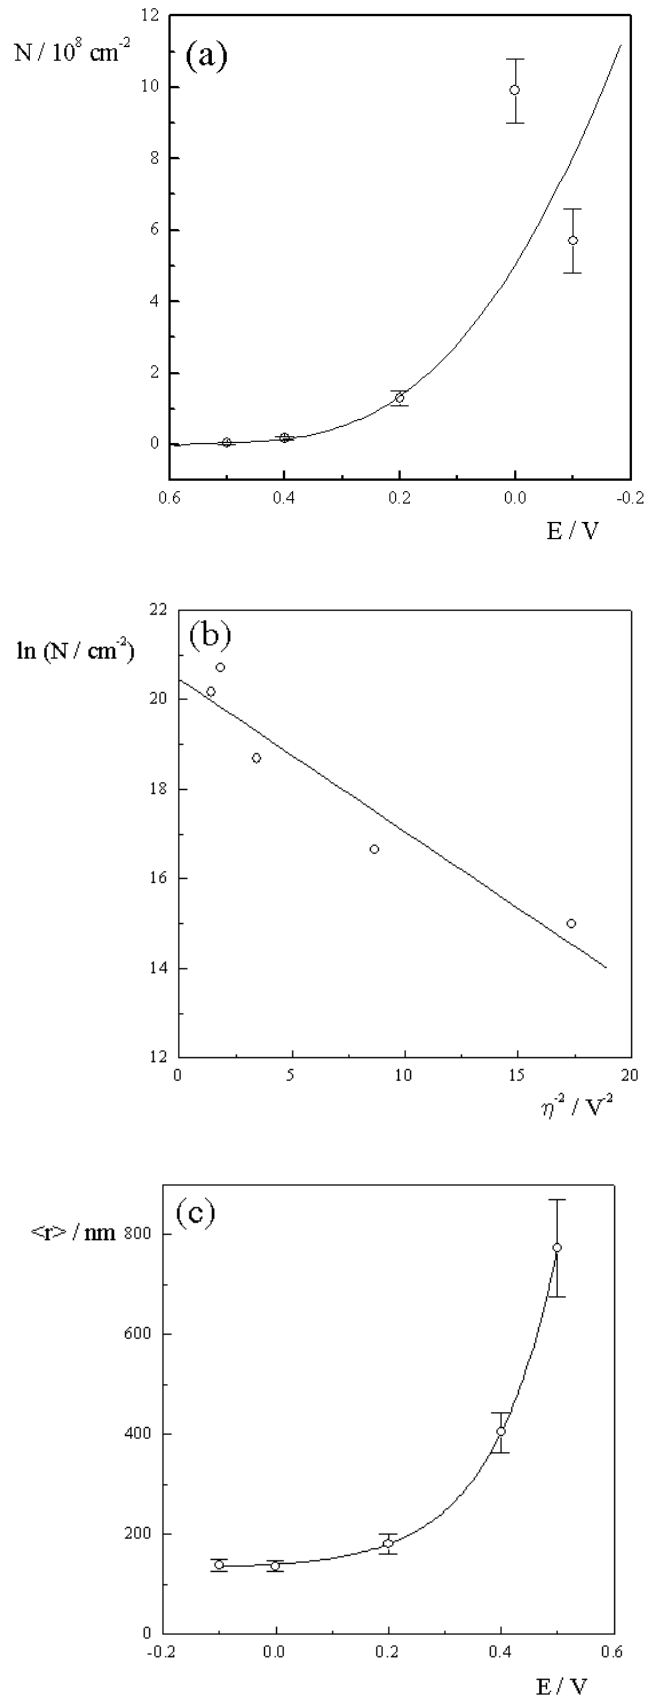 12
N / 10⁸ cm⁻²
(a)
10
8
6
4
2
0
0.6 0.4 0.2 0.0 -0.2
E / V
22
(b)
ln (N / cm⁻²)
20
18
16
14
12
0 5 10 15 20
η⁻² / V⁻²
(c)
<r> / nm 800
600
400
200
0
-0.2 0.0 0.2 0.4 0.6
E / V